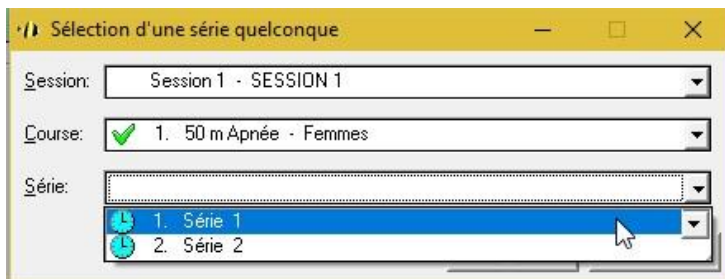 Sélection d'une série quelconque
Session: Session 1 - SESSION 1
Course: 1. 50 m Apnée - Femmes
Série:
1. Série 1
2. Série 2